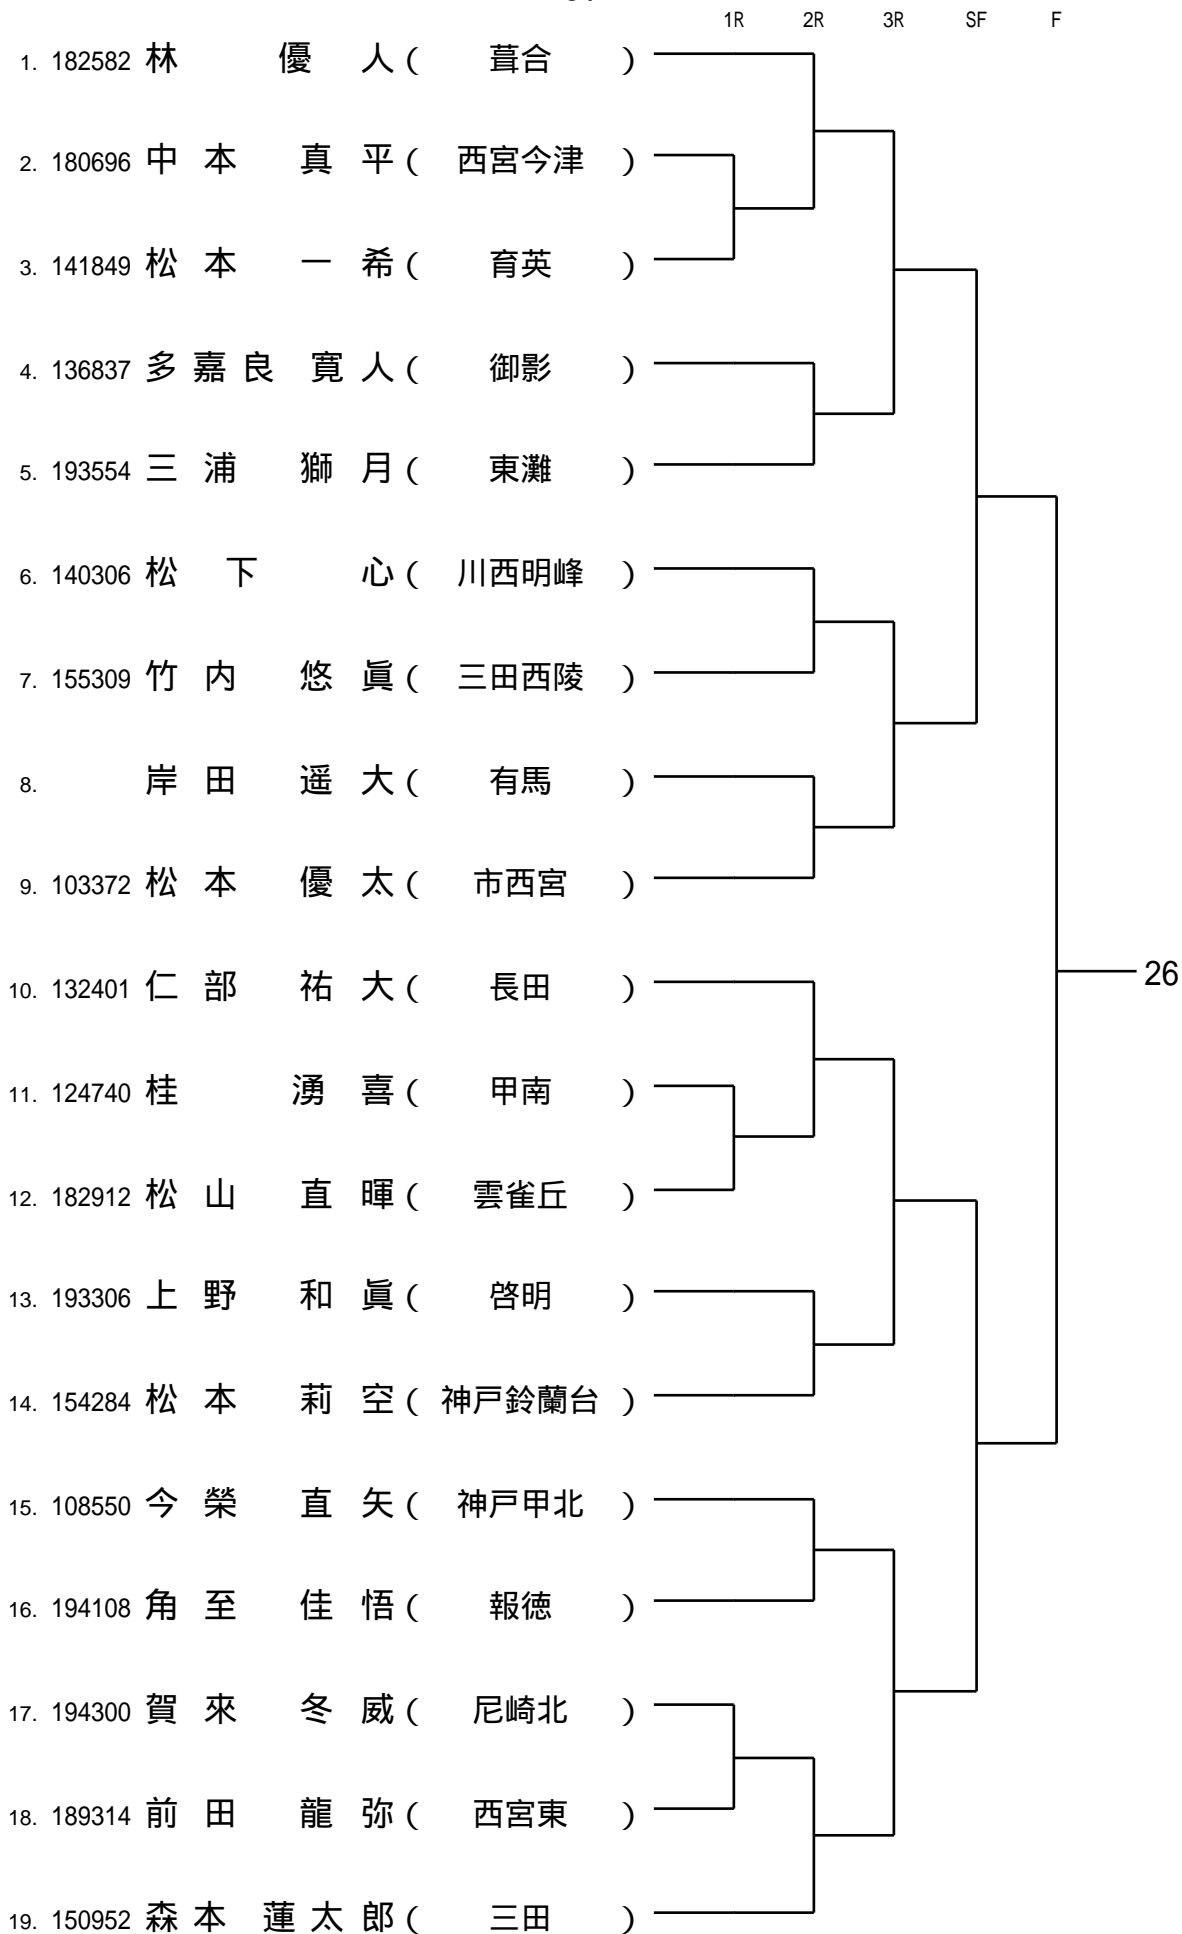 1R 2R 3R SF F
1. 182582 林 優 人 ( 葺合 )
2. 180696 中 本 真 平 ( 西宮今津 )
3. 141849 松 本 一 希 ( 育英 )
4. 136837 多 嘉 良 寛 人 ( 御影 )
5. 193554 三 浦 獅 月 ( 東灘 )
6. 140306 松 下 心 ( 川西明峰 )
7. 155309 竹 内 悠 眞 ( 三田西陵 )
8. 岸 田 遥 大 ( 有馬 )
9. 103372 松 本 優 太 ( 市西宮 )
26
10. 132401 仁 部 祐 大 ( 長田 )
11. 124740 桂 湧 喜 ( 甲南 )
12. 182912 松 山 直 暉 ( 雲雀丘 )
13. 193306 上 野 和 眞 ( 啓明 )
14. 154284 松 本 莉 空 ( 神戸鈴蘭台 )
15. 108550 今 榮 直 矢 ( 神戸甲北 )
16. 194108 角 至 佳 悟 ( 報徳 )
17. 194300 賀 來 冬 威 ( 尼崎北 )
18. 189314 前 田 龍 弥 ( 西宮東 )
19. 150952 森 本 蓮 太 郎 ( 三田 )